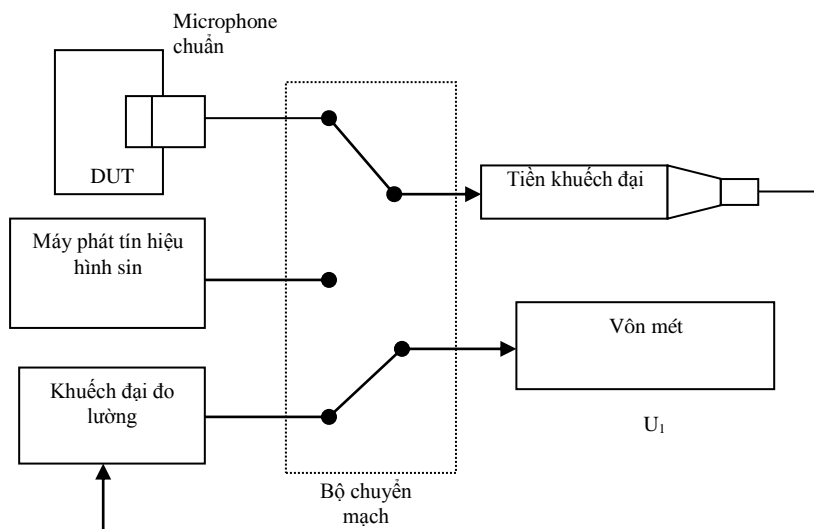 Microphone
chuẩn
DUT
Tiền khuếch đại
Máy phát tín hiệu
hình sin
Vôn mét
Khuếch đại đo
lường
U₁
Bộ chuyển
mạch